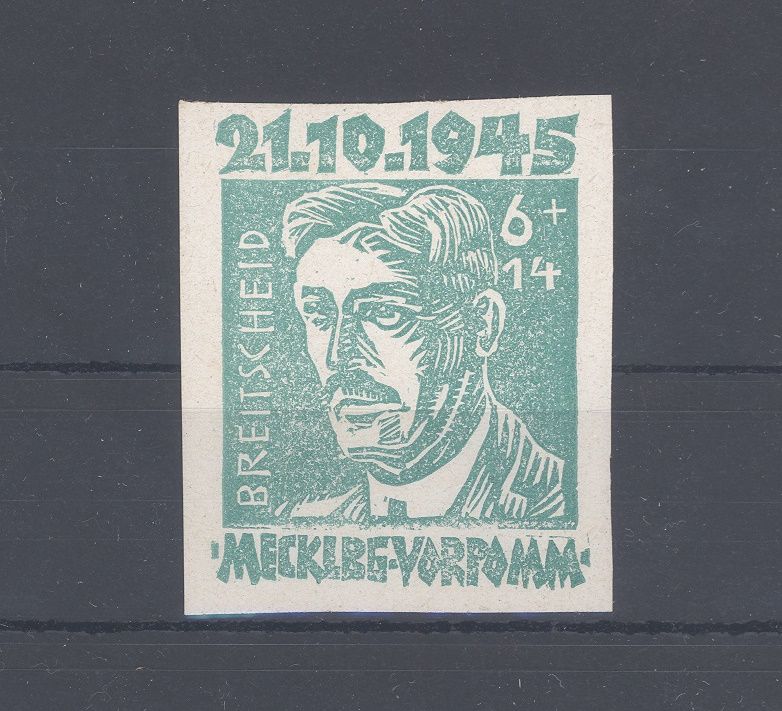 21.10.1945
6+
14
BREITSCHEID
MECKLBG-VORPOMM